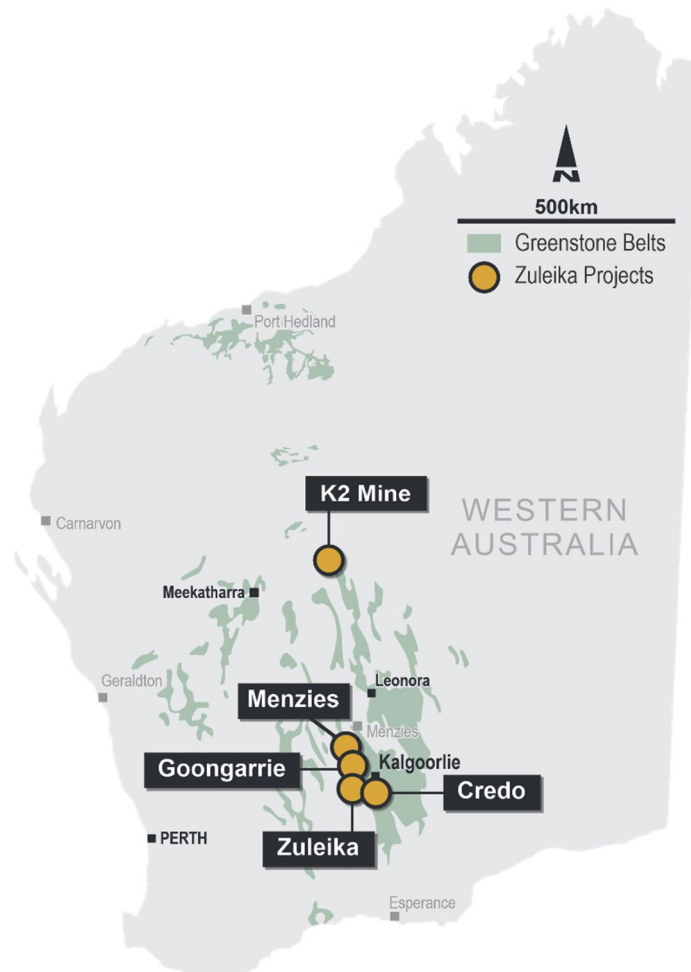 N
500km
Greenstone Belts
Zuleika Projects
Port Hedland
K2 Mine
WESTERN
AUSTRALIA
Carnarvon
Meekatharra
Leonora
Geraldton
Menzies
Menzies
Kalgoorlie
Goongarrie
Credo
Zuleika
PERTH
Esperance